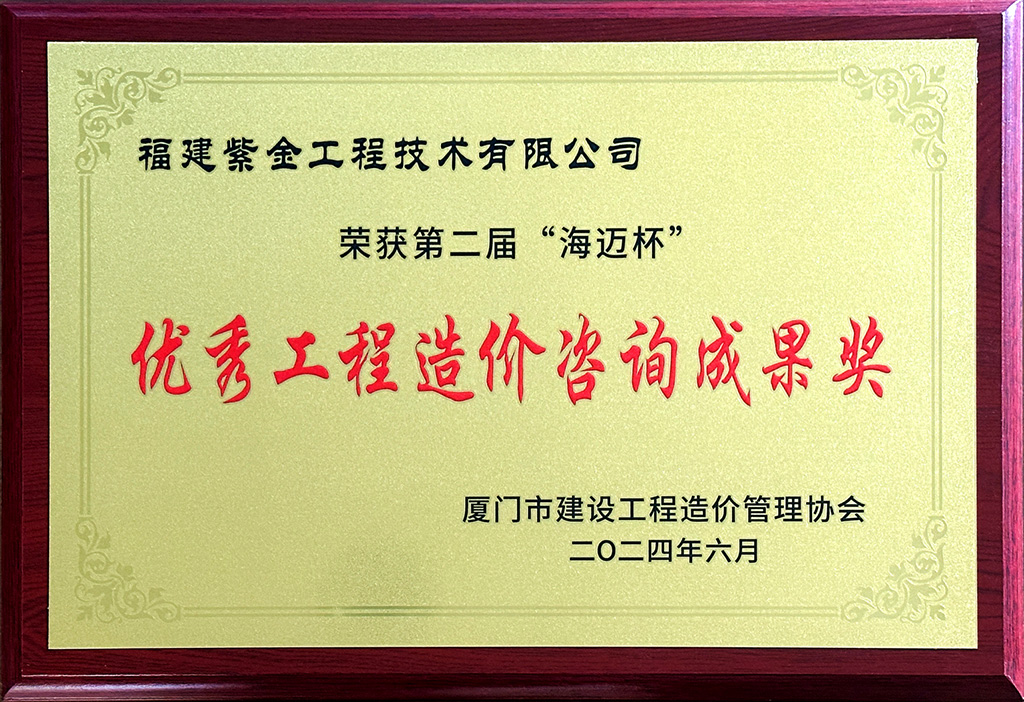 福建紫金工程技术有限公司
荣获第二届“海迈杯”
优秀工程造价咨询成果奖
厦门市建设工程造价管理协会
二〇二四年六月